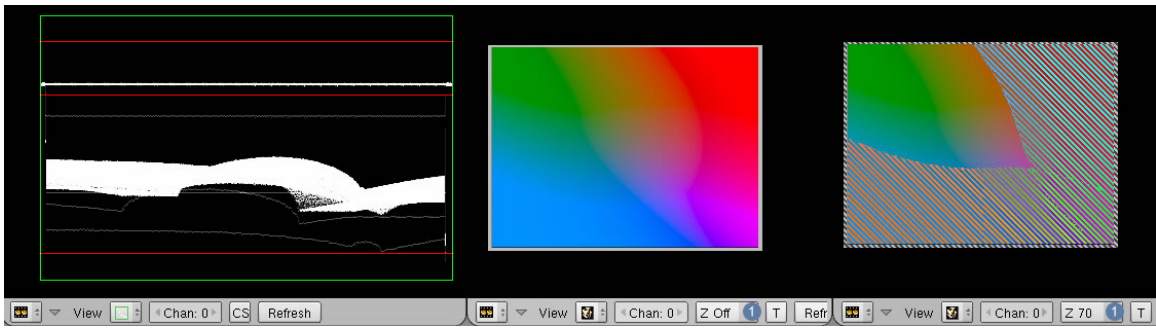 View Chan: 0 CS Refresh
View Chan: 0 Z Off 1 T Refr
View Chan: 0 Z 70 1 T